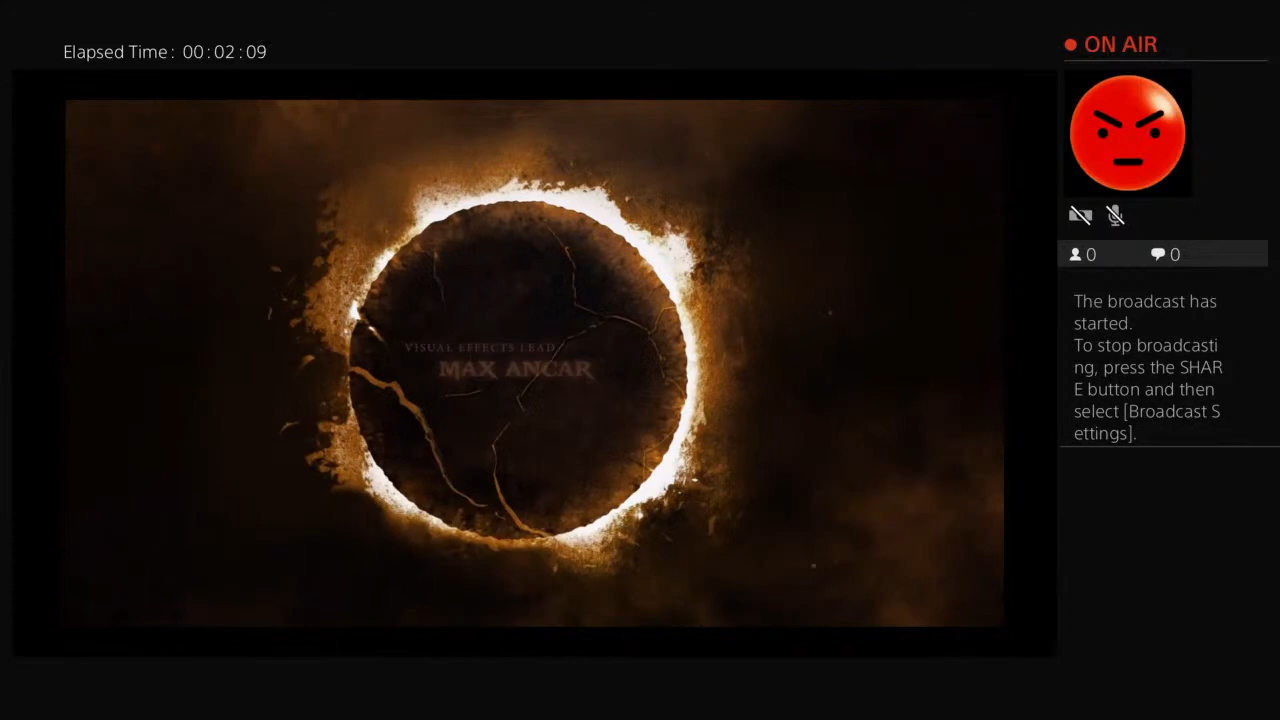 Elapsed Time: 00:02:09
ON AIR
VISUAL EFFECTS LEAD
MAX ANCAR
0 0
The broadcast has
started.
To stop broadcasti
ng, press the SHAR
E button and then
select [Broadcast S
ettings].